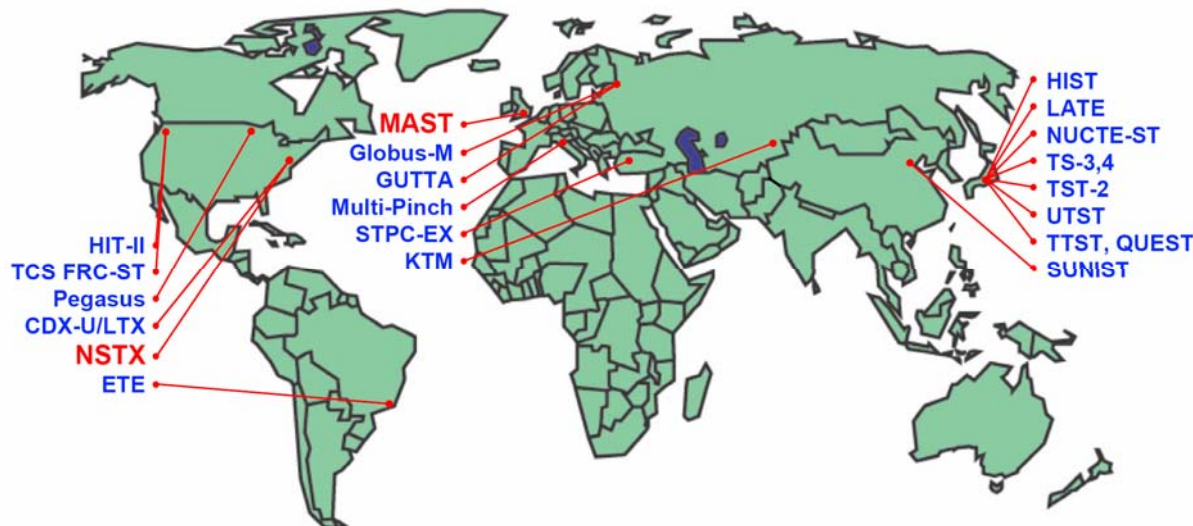 HIT-II
TCS FRC-ST
Pegasus
CDX-U/LTX
NSTX
ETE
MAST
Globus-M
GUTTA
Multi-Pinch
STPC-EX
KTM
HIST
LATE
NUCTE-ST
TS-3,4
TST-2
UTST
TTST, QUEST
SUNIST